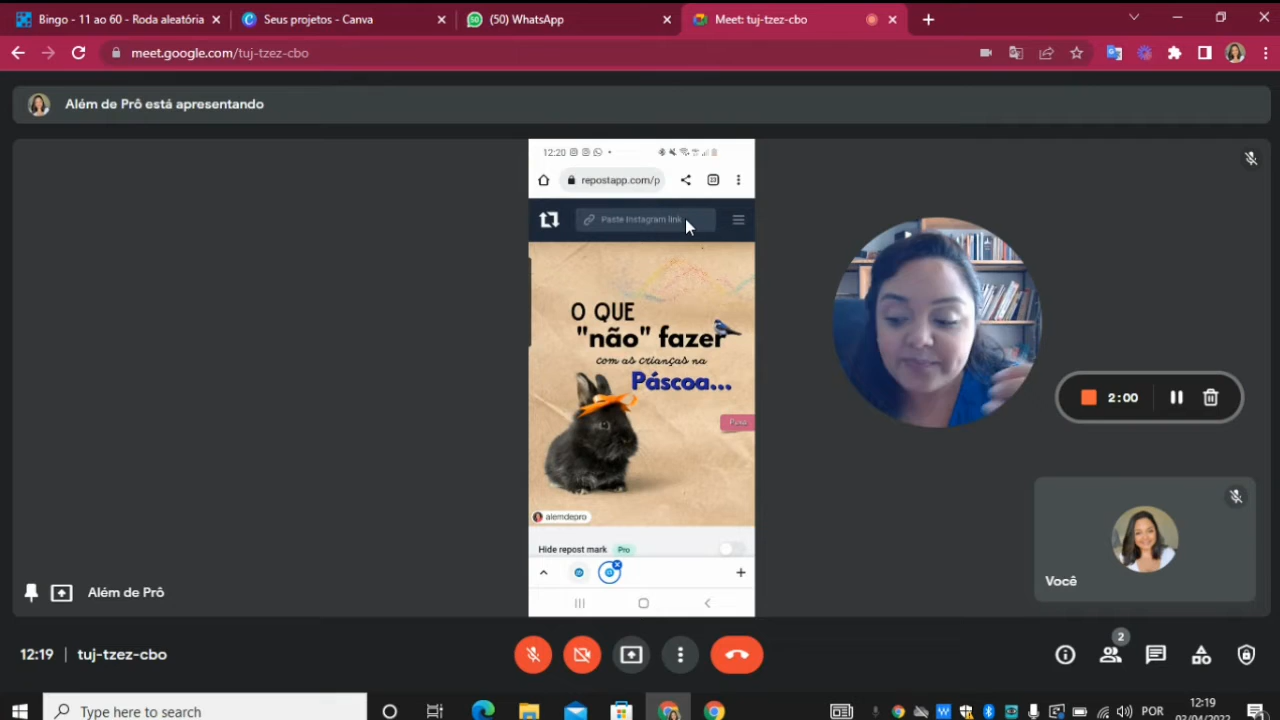 Bingo - 11 ao 60 - Roda aleatória
Seus projetos - Canva
(50) WhatsApp
Meet: tuj-tzez-cbo
meet.google.com/tuj-tzez-cbo
Além de Prô está apresentando
12:20
repostapp.com/p
Paste Instagram link
O QUE
"não" fazer
com as crianças na
Páscoa...
alemdepro
Hide repost mark Pro
2:00
Você
Além de Prô
12:19 | tuj-tzez-cbo
2
Type here to search
POR
12:19